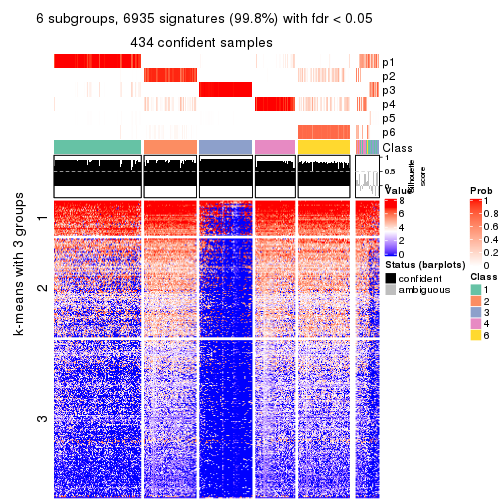 6 subgroups, 6935 signatures (99.8%) with fdr < 0.05
434 confident samples
p1
p2
p3
p4
p5
p6
Class
1
0.5
0
Silhouette
score
k-means with 3 groups
1
2
3
Value
8
6
4
2
0
Status (barplots)
confident
ambiguous
Prob
1
0.8
0.6
0.4
0.2
0
Class
1
2
3
4
6